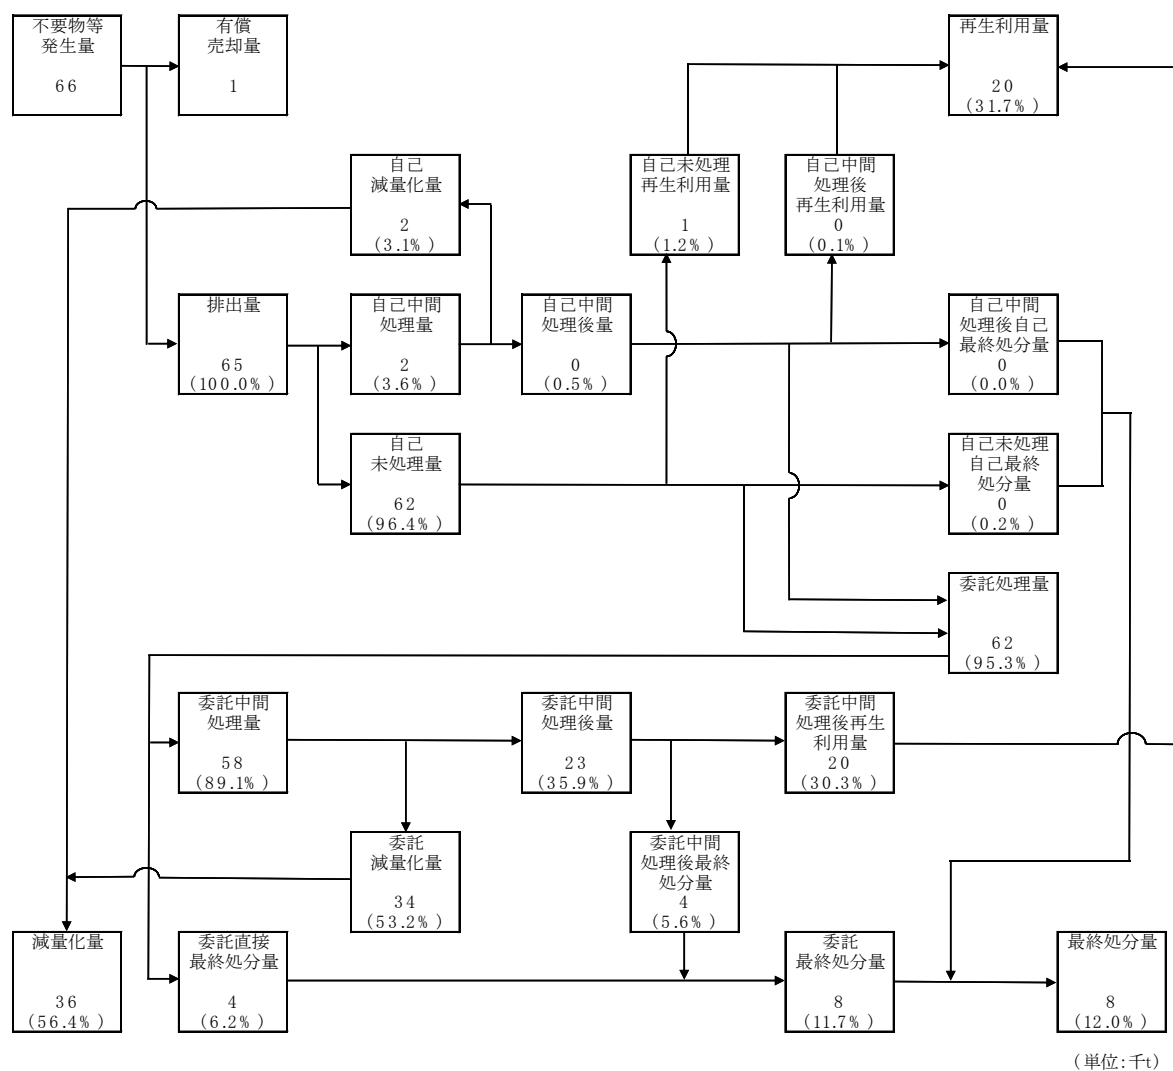 不要物等
発生量
66
有償
売却量
1
再生利用量
20
(31.7%)
自己
減量化量
2
(3.1%)
自己未処理
再生利用量
1
(1.2%)
自己中間
処理後
再生利用量
0
(0.1%)
排出量
65
(100.0%)
自己中間
処理量
2
(3.6%)
自己中間
処理後量
0
(0.5%)
自己中間
処理後自己
最終処分量
0
(0.0%)
自己
未処理量
62
(96.4%)
自己未処理
自己最終
処分量
0
(0.2%)
委託処理量
62
(95.3%)
委託中間
処理量
58
(89.1%)
委託中間
処理後量
23
(35.9%)
委託中間
処理後再生
利用量
20
(30.3%)
委託
減量化量
34
(53.2%)
委託中間
処理後最終
処分量
4
(5.6%)
減量化量
36
(56.4%)
委託直接
最終処分量
4
(6.2%)
委託
最終処分量
8
(11.7%)
最終処分量
8
(12.0%)
(単位:千t)